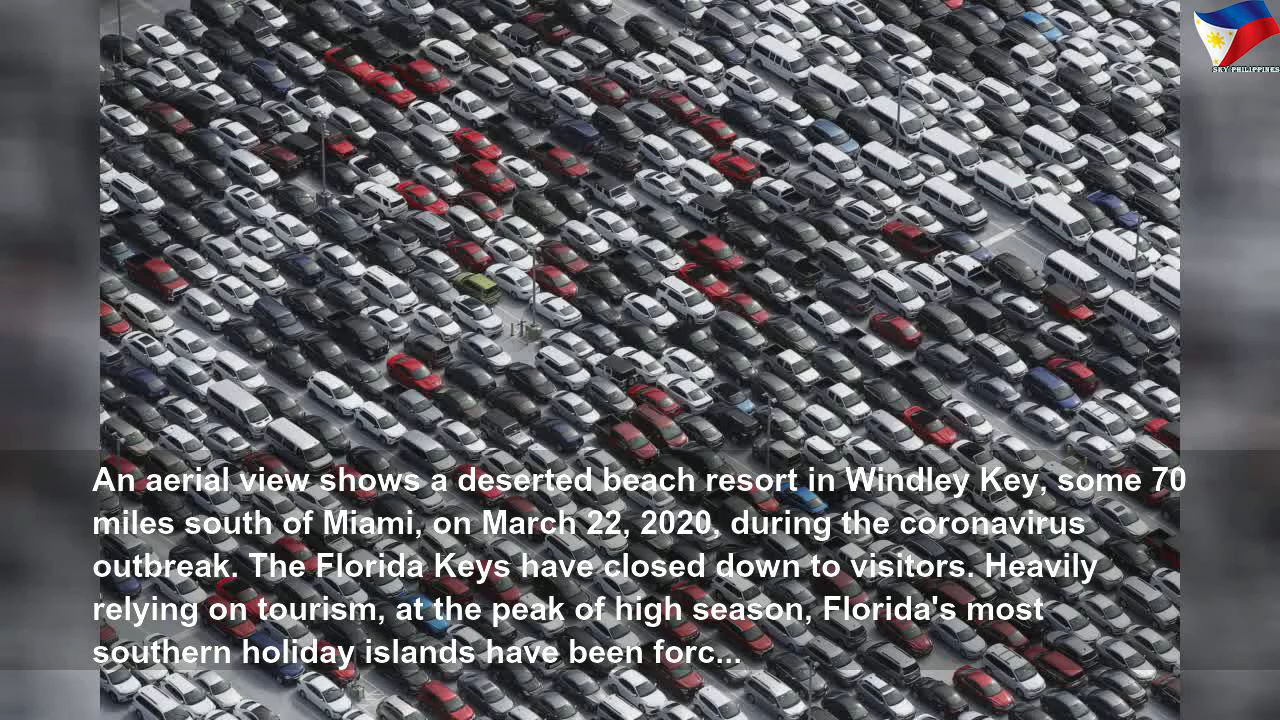 SKY PHILIPPINES
An aerial view shows a deserted beach resort in Windley Key, some 70
miles south of Miami, on March 22, 2020, during the coronavirus
outbreak. The Florida Keys have closed down to visitors. Heavily
relying on tourism, at the peak of high season, Florida's most
southern holiday islands have been forc...